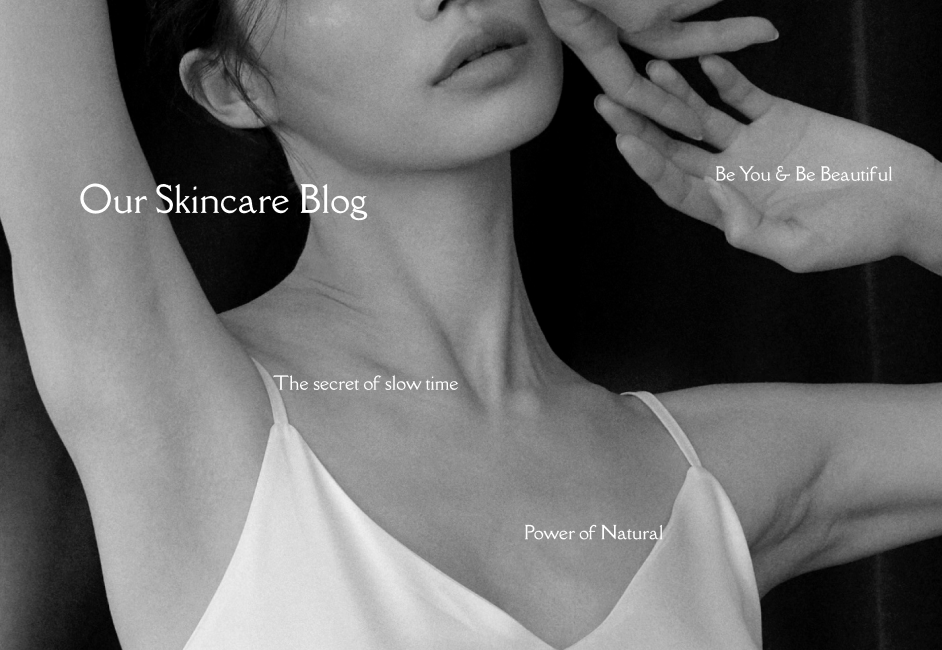 Be You & Be Beautiful
Our Skincare Blog
The secret of slow time
Power of Natural